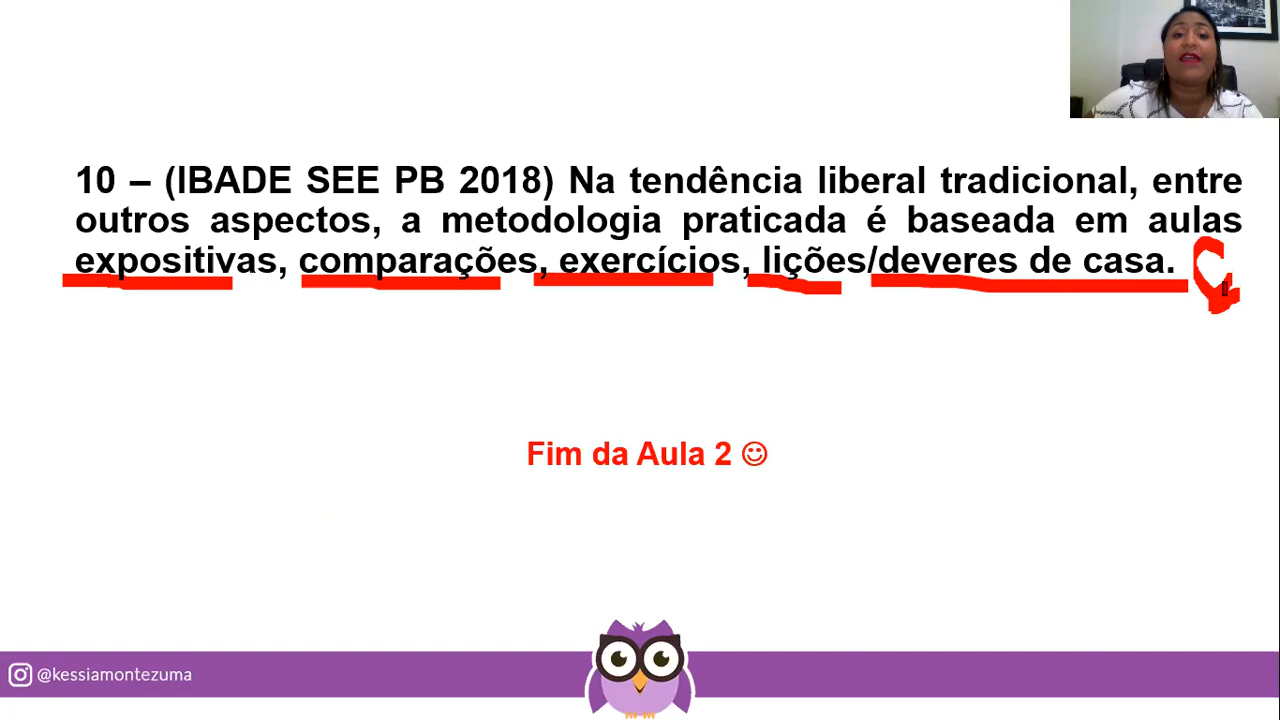 10 – (IBADE SEE PB 2018) Na tendência liberal tradicional, entre
outros aspectos, a metodologia praticada é baseada em aulas
expositivas, comparações, exercícios, lições/deveres de casa. C
Fim da Aula 2 ☺
@kessiamontezuma